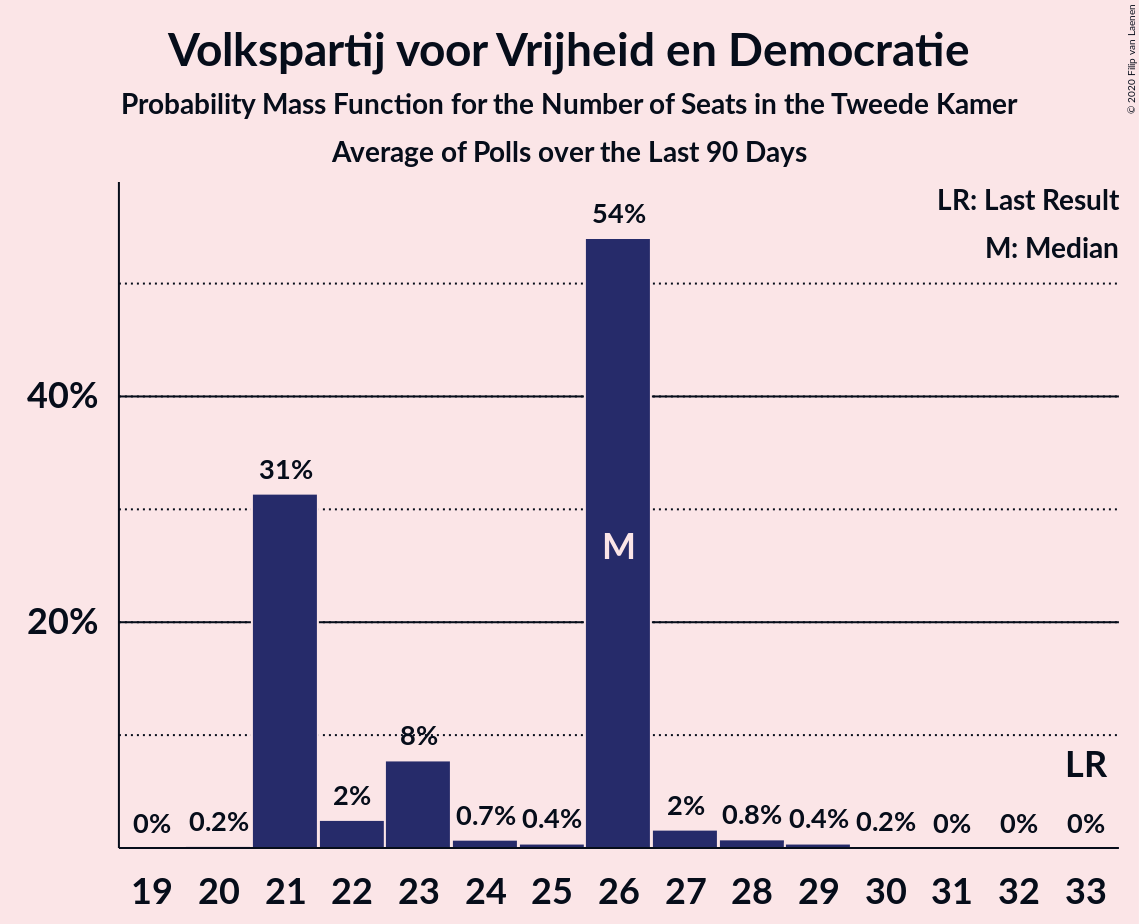 Volkspartij voor Vrijheid en Democratie
Probability Mass Function for the Number of Seats in the Tweede Kamer
Average of Polls over the Last 90 Days
© 2020 Filip van Laenen
LR: Last Result
M: Median
54%
40%
31%
M
20%
8%
LR
2%
2%
0% 0.2% 0.7% 0.4% 0.8% 0.4% 0.2% 0% 0% 0%
19 20 21 22 23 24 25 26 27 28 29 30 31 32 33